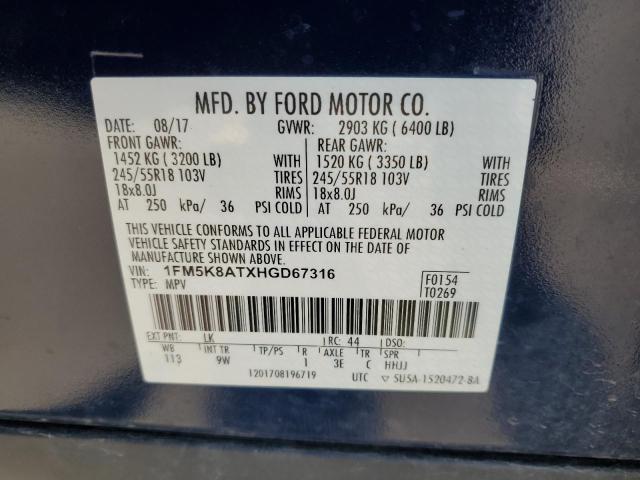 MFD. BY FORD MOTOR CO.
DATE: 08/17 GVWR: 2903 KG ( 6400 LB)
FRONT GAWR: REAR GAWR:
1452 KG ( 3200 LB) WITH 1520 KG ( 3350 LB) WITH
245/55R18 103V TIRES 245/55R18 103V TIRES
18x8.0J RIMS 18x8.0J RIMS
AT 250 kPa/ 36 PSI COLD AT 250 kPa/ 36 PSI COLD
THIS VEHICLE CONFORMS TO ALL APPLICABLE FEDERAL MOTOR
VEHICLE SAFETY STANDARDS IN EFFECT ON THE DATE OF
MANUFACTURE SHOWN ABOVE.
VIN: 1FM5K8ATXHGD67316 F0154
TYPE: MPV T0269
EXT PNT: LK RC: 44 DSO:
WB INT TR TP/PS R AXLE TR SPR
113 9W 1 3E C HHJJ
1201708196719 UTC ▽ SU5A-1520472-BA